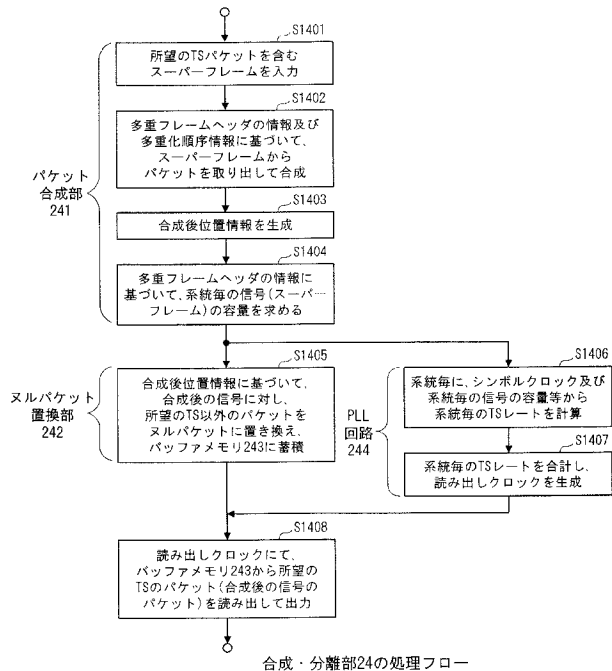 S1401
所望のTSパケットを含む
スーパーフレームを入力
S1402
多重フレームヘッダの情報及び
多重化順序情報に基づいて、
スーパーフレームから
パケットを取り出して合成
パケット
合成部
241
S1403
合成後位置情報を生成
S1404
多重フレームヘッダの情報に
基づいて、系統毎の信号(スーパー
フレーム)の容量を求める
S1405
合成後位置情報に基づいて、
合成後の信号に対し、
所望のTS以外のパケットを
ヌルパケットに置き換え、
バッファメモリ243に蓄積
ヌルパケット
置換部
242
S1406
系統毎に、シンボルクロック及び
系統毎の信号の容量等から
系統毎のTSレートを計算
PLL
回路
244
S1407
系統毎のTSレートを合計し、
読み出しクロックを生成
S1408
読み出しクロックにて、
バッファメモリ243から所望の
TSのパケット(合成後の信号の
パケット)を読み出して出力
合成・分離部24の処理フロー